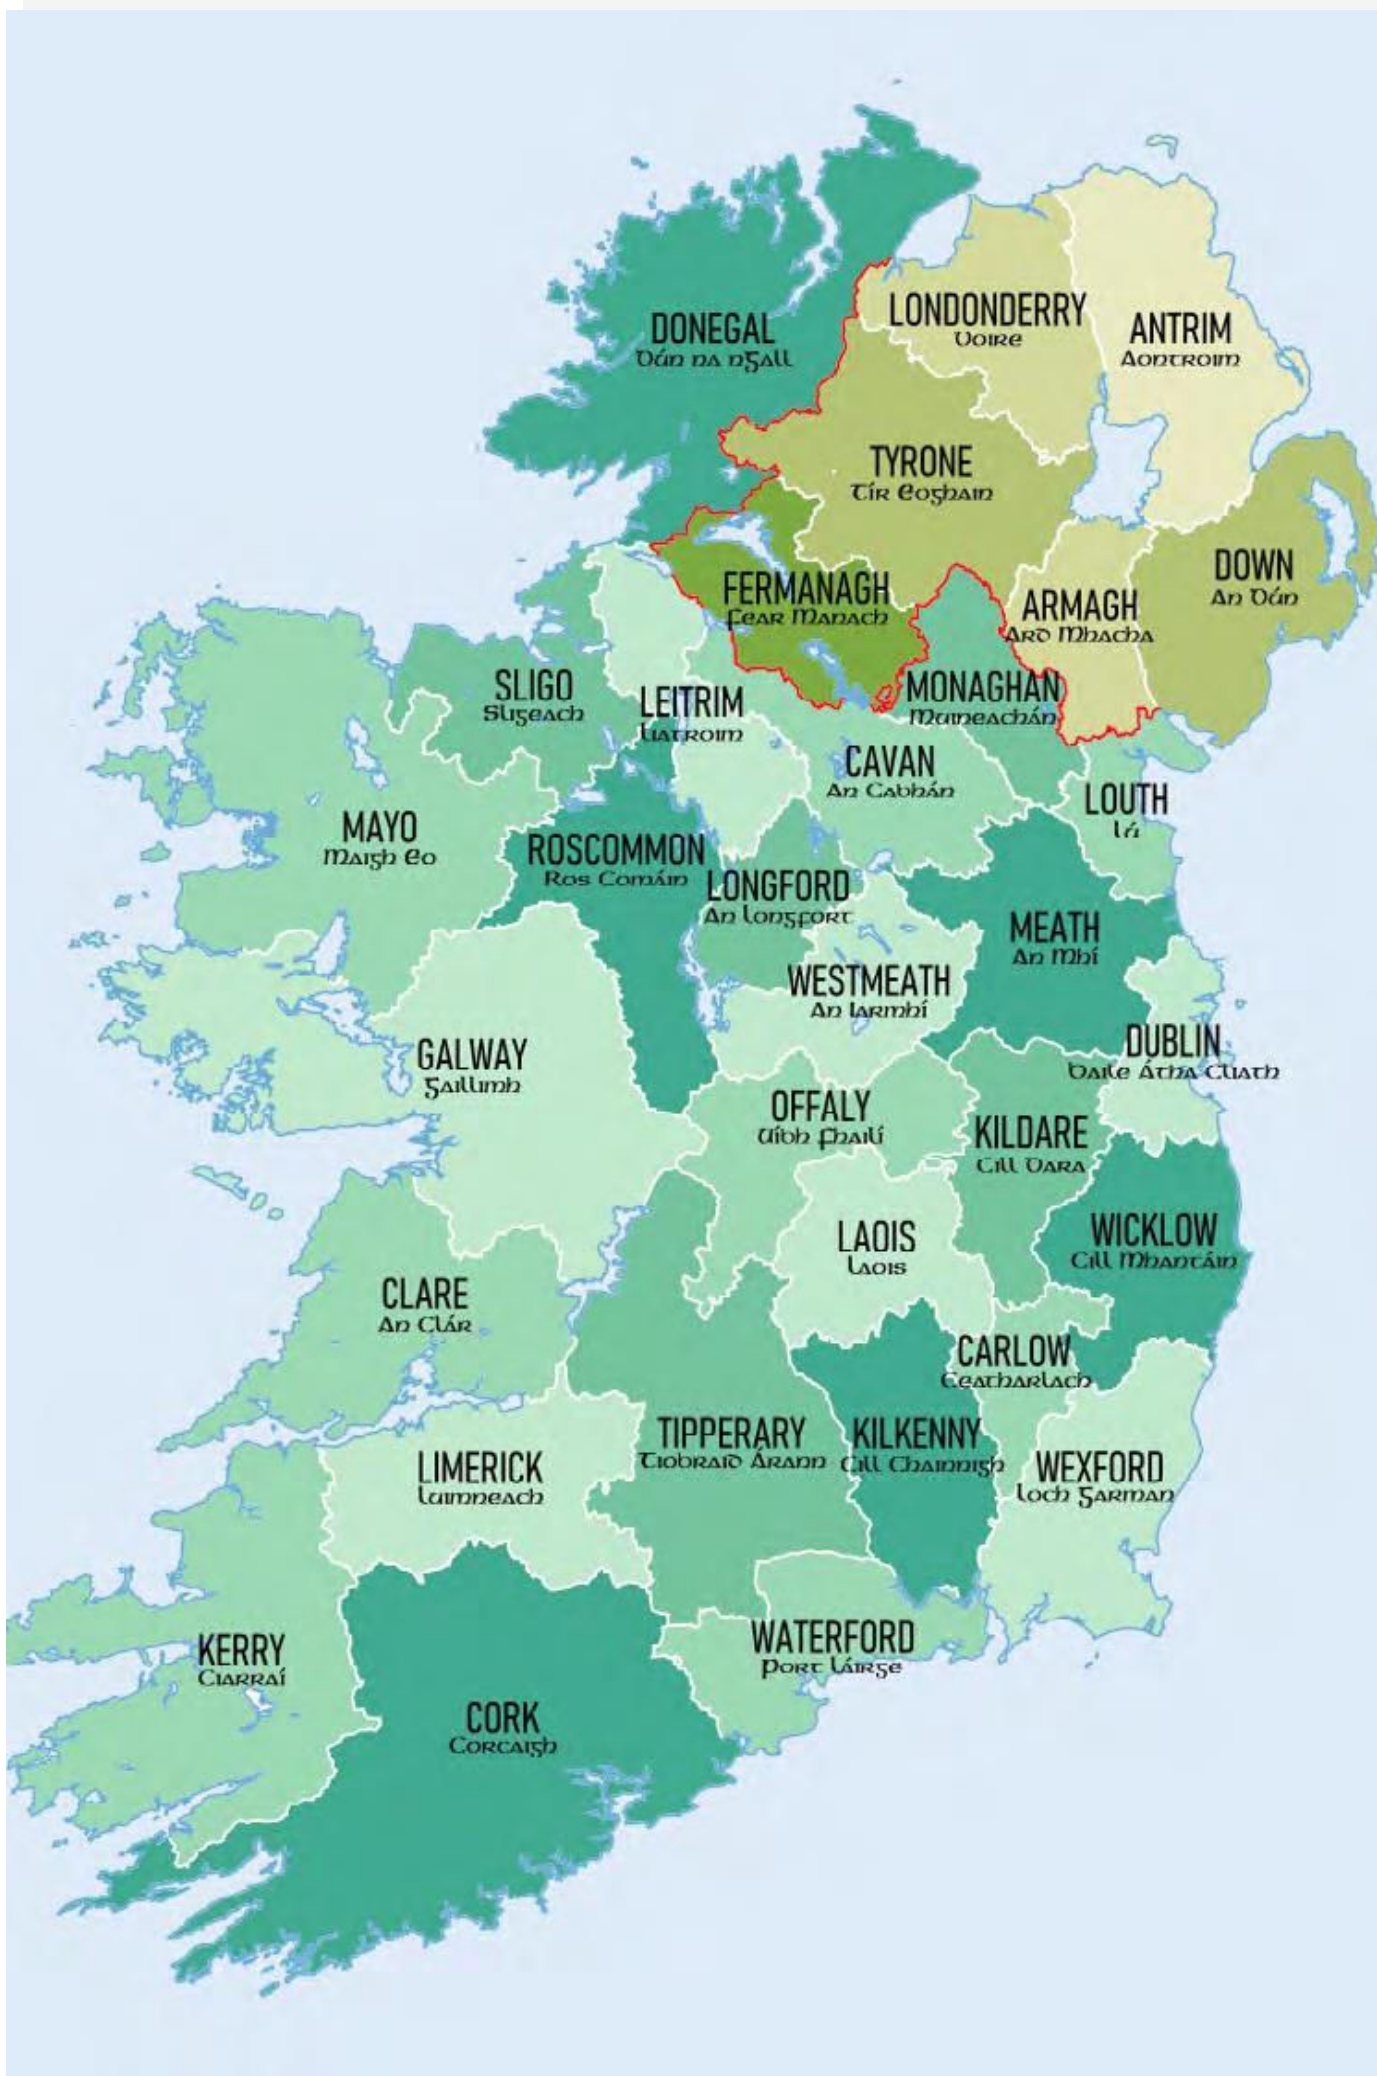 DONEGAL
Dún na nGall
LONDONDERRY
Doire
ANTRIM
Aontroim
TYRONE
Tír Eoghain
DOWN
An Dún
FERMANAGH
Fear Manach
ARMAGH
Ard Mhacha
SLIGO
Sligeach
LEITRIM
Liatroim
MONAGHAN
Muineachán
CAVAN
An Cabhán
LOUTH
Lú
MAYO
Maigh Eo
ROSCOMMON
Ros Comáin
LONGFORD
An Longfort
MEATH
An Mhí
WESTMEATH
An Iarmhí
DUBLIN
Baile Átha Cliath
GALWAY
Gaillimh
OFFALY
Uíbh Fhailí
KILDARE
Cill Dara
LAOIS
Laois
WICKLOW
Cill Mhantáin
CLARE
An Clár
CARLOW
Ceatharlach
TIPPERARY
Tiobraid Árann
KILKENNY
Cill Chainnigh
LIMERICK
Luimneach
WEXFORD
Loch Garman
KERRY
Ciarraí
WATERFORD
Port Láirge
CORK
Corcaigh